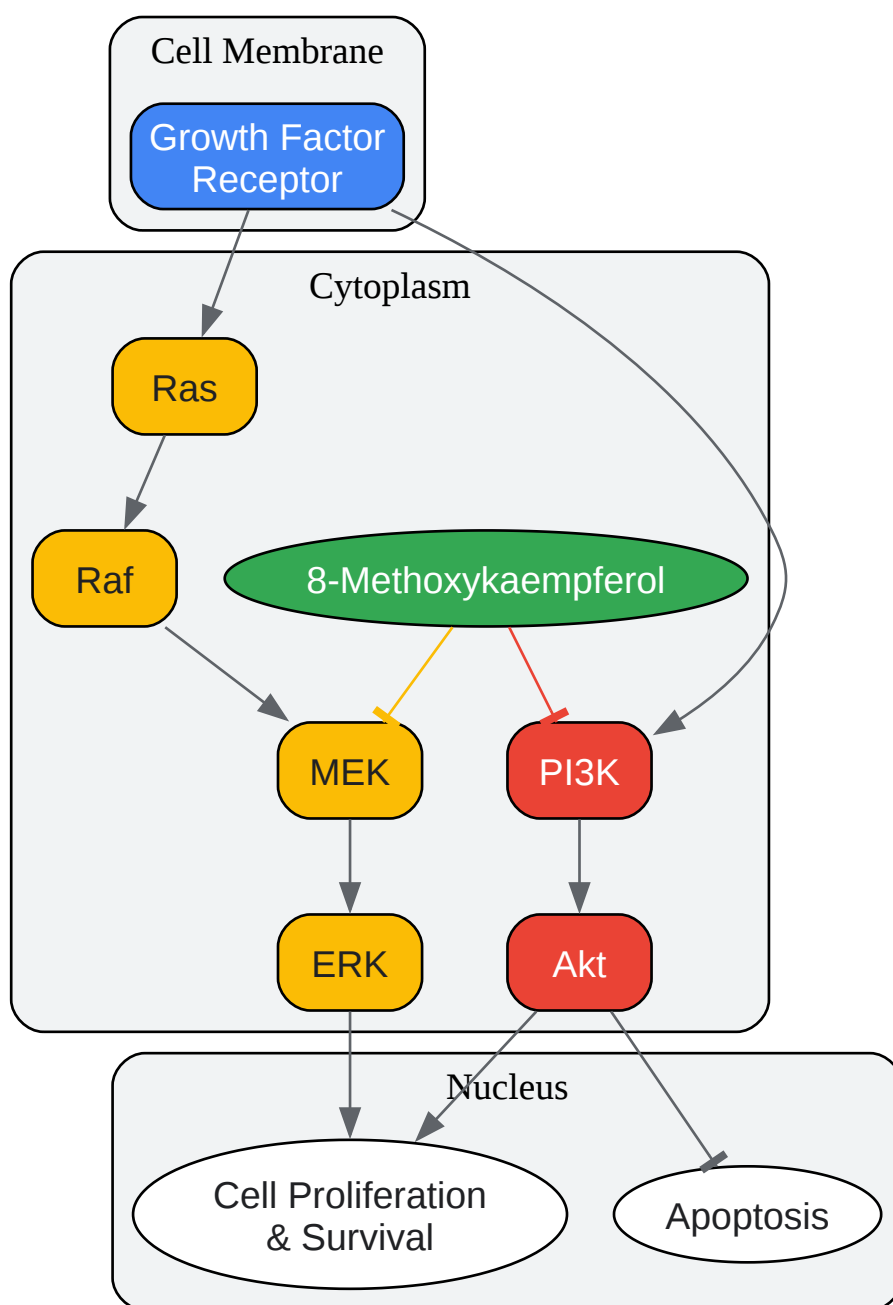 Cell Membrane
Growth Factor
Receptor
Cytoplasm
Ras
Raf
8-Methoxykaempferol
MEK
PI3K
ERK
Akt
Nucleus
Cell Proliferation
& Survival
Apoptosis